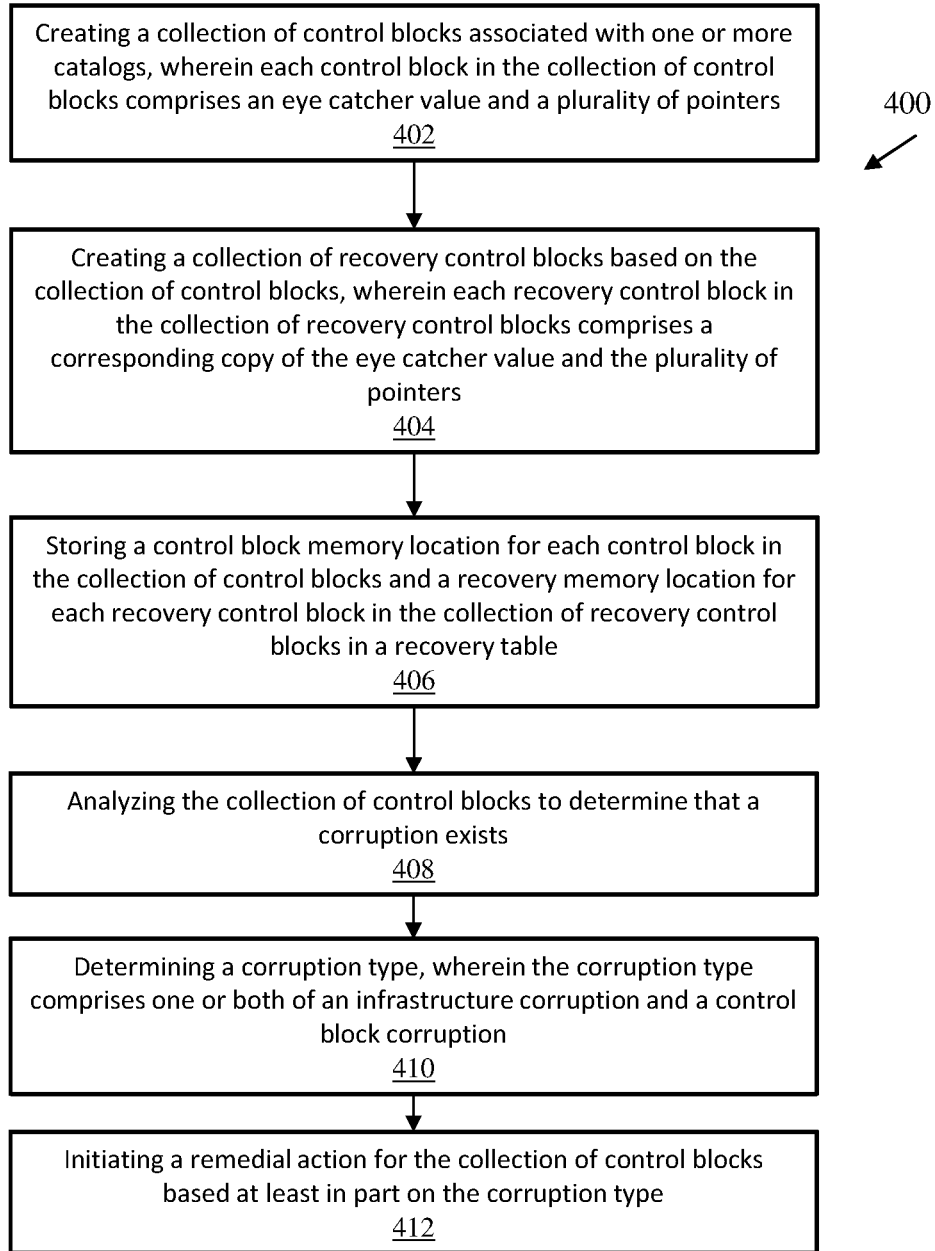 Creating a collection of control blocks associated with one or more
catalogs, wherein each control block in the collection of control
blocks comprises an eye catcher value and a plurality of pointers
402
400
Creating a collection of recovery control blocks based on the
collection of control blocks, wherein each recovery control block in
the collection of recovery control blocks comprises a
corresponding copy of the eye catcher value and the plurality of
pointers
404
Storing a control block memory location for each control block in
the collection of control blocks and a recovery memory location for
each recovery control block in the collection of recovery control
blocks in a recovery table
406
Analyzing the collection of control blocks to determine that a
corruption exists
408
Determining a corruption type, wherein the corruption type
comprises one or both of an infrastructure corruption and a control
block corruption
410
Initiating a remedial action for the collection of control blocks
based at least in part on the corruption type
412